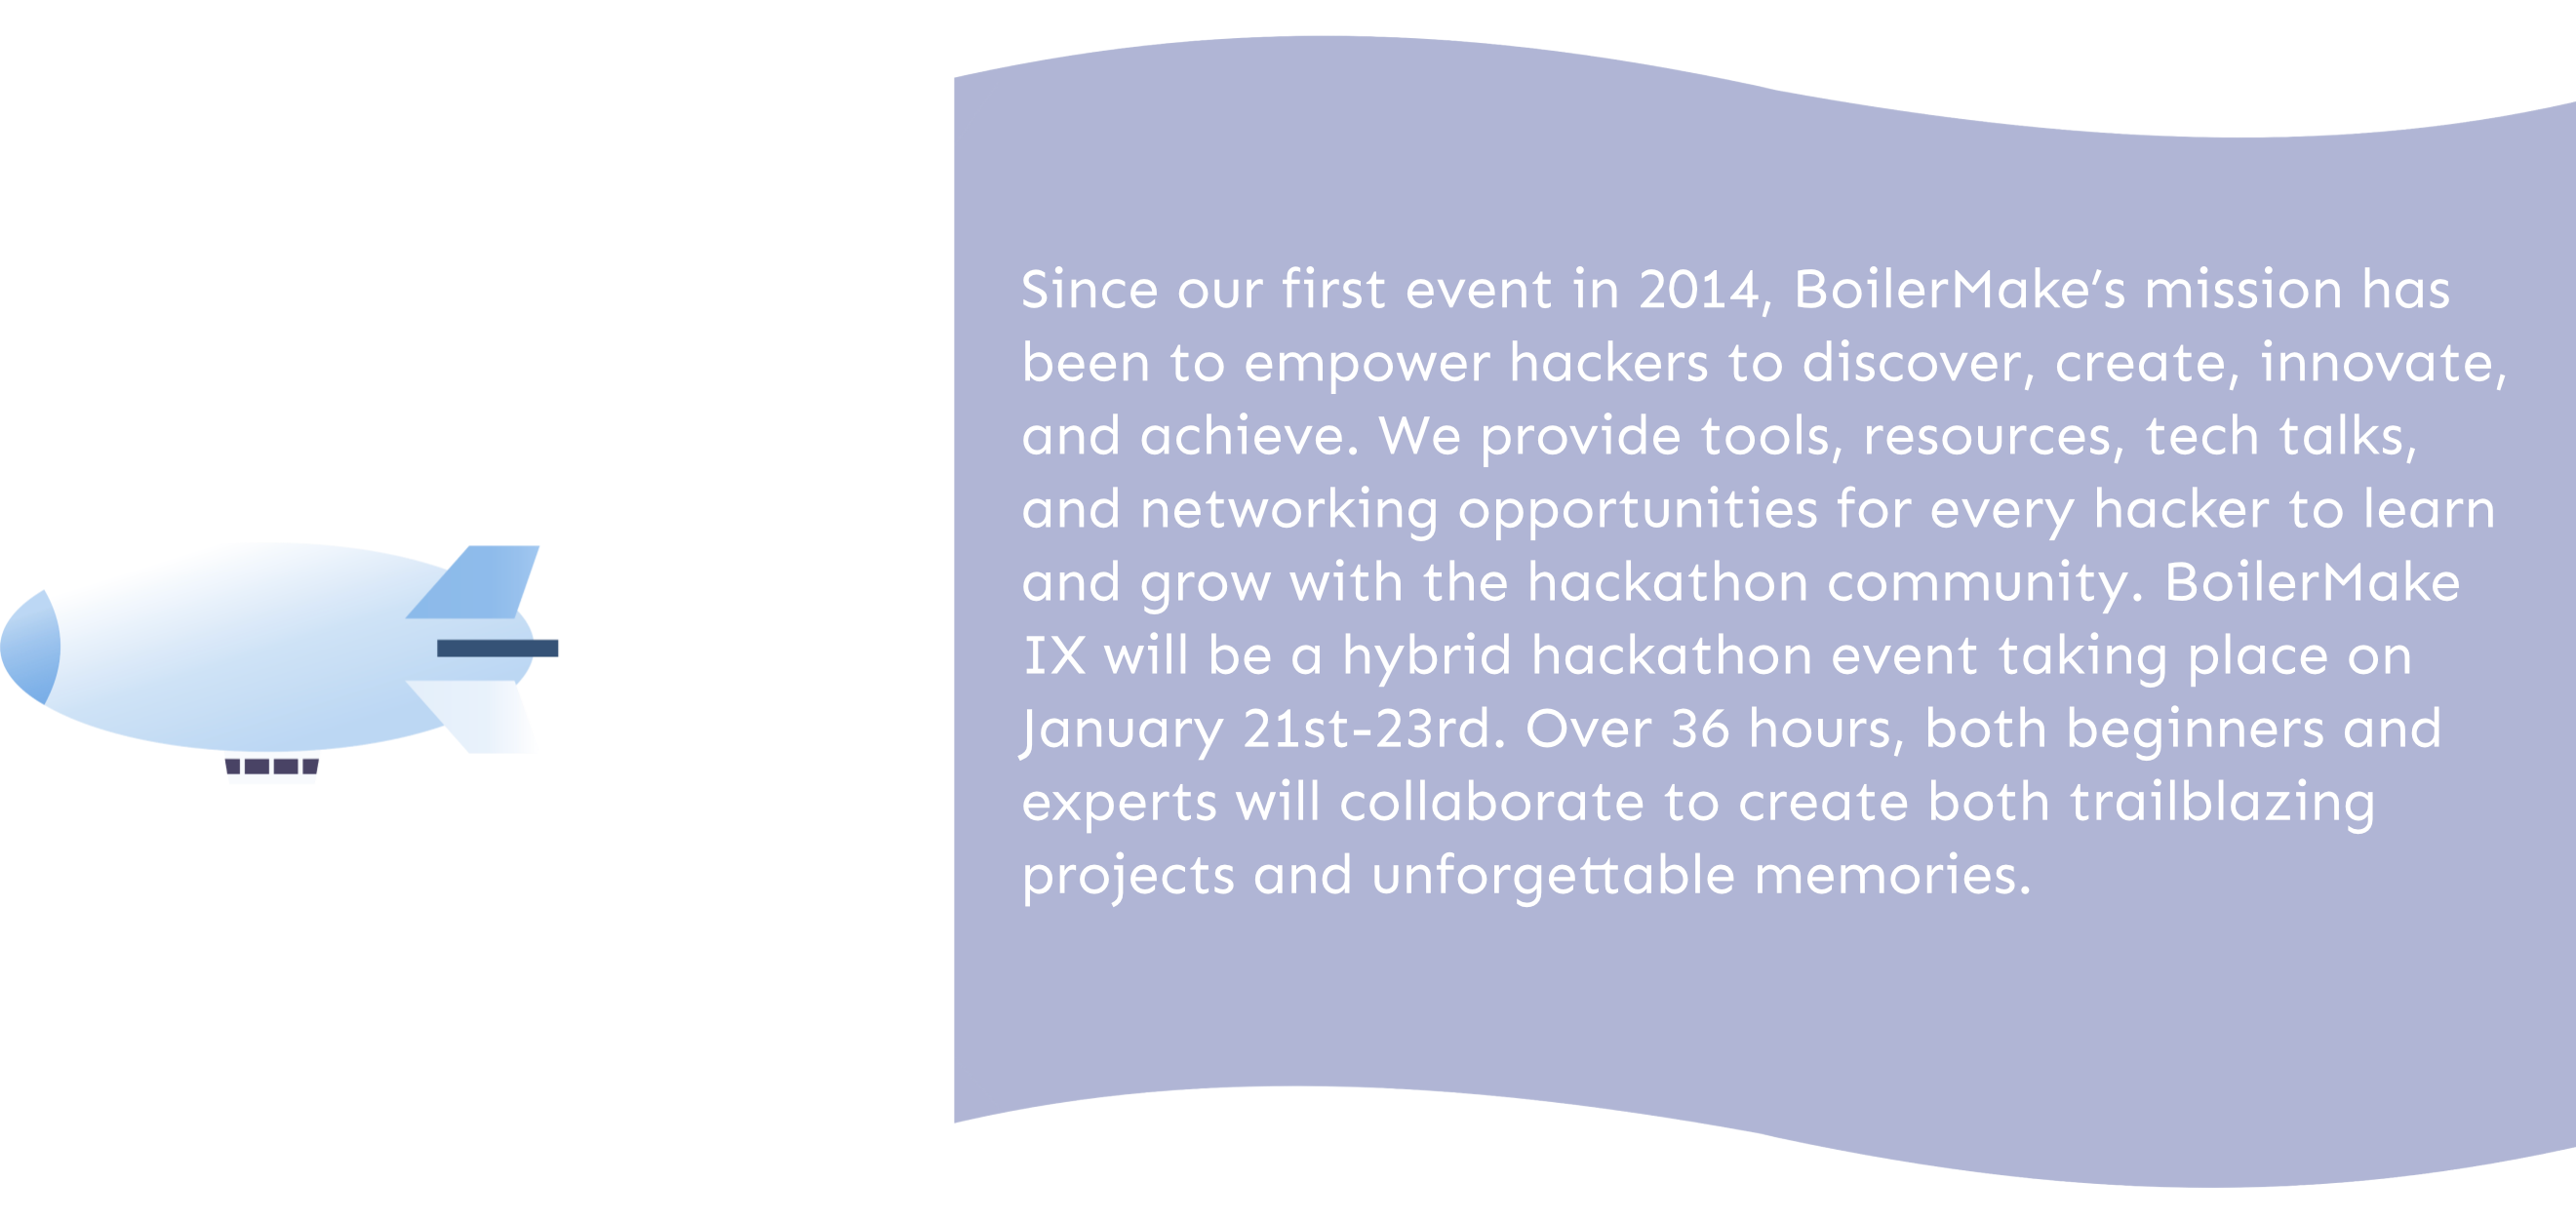 Since our first event in 2014, BoilerMake’s mission has
been to empower hackers to discover, create, innovate,
and achieve. We provide tools, resources, tech talks,
and networking opportunities for every hacker to learn
and grow with the hackathon community. BoilerMake
IX will be a hybrid hackathon event taking place on
January 21st-23rd. Over 36 hours, both beginners and
experts will collaborate to create both trailblazing
projects and unforgettable memories.